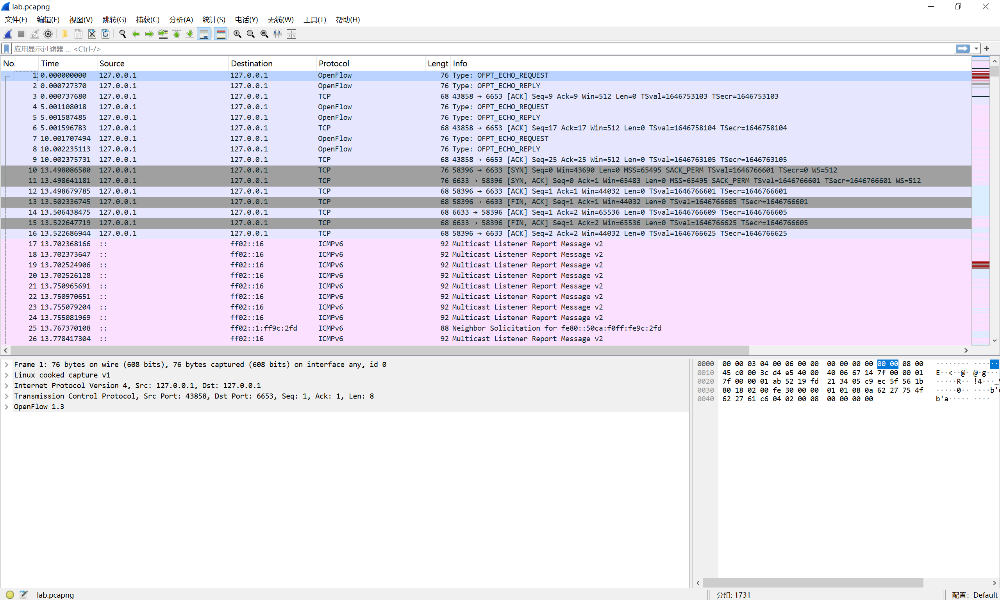 lab.pcapng
文件(F) 编辑(E) 视图(V) 跳转(G) 捕获(C) 分析(A) 统计(S) 电话(Y) 无线(W) 工具(T) 帮助(H)
应用显示过滤器 … <Ctrl-/>
No. Time Source Destination Protocol Lengt Info
1 0.000000000 127.0.0.1 127.0.0.1 OpenFlow 76 Type: OFPT_ECHO_REQUEST
2 0.000727370 127.0.0.1 127.0.0.1 OpenFlow 76 Type: OFPT_ECHO_REPLY
3 0.000737680 127.0.0.1 127.0.0.1 TCP 68 43858 → 6653 [ACK] Seq=9 Ack=9 Win=512 Len=0 TSval=1646753103 TSecr=1646753103
4 5.001108018 127.0.0.1 127.0.0.1 OpenFlow 76 Type: OFPT_ECHO_REQUEST
5 5.001587485 127.0.0.1 127.0.0.1 OpenFlow 76 Type: OFPT_ECHO_REPLY
6 5.001596783 127.0.0.1 127.0.0.1 TCP 68 43858 → 6653 [ACK] Seq=17 Ack=17 Win=512 Len=0 TSval=1646758104 TSecr=1646758104
7 10.001707494 127.0.0.1 127.0.0.1 OpenFlow 76 Type: OFPT_ECHO_REQUEST
8 10.002235113 127.0.0.1 127.0.0.1 OpenFlow 76 Type: OFPT_ECHO_REPLY
9 10.002375731 127.0.0.1 127.0.0.1 TCP 68 43858 → 6653 [ACK] Seq=25 Ack=25 Win=512 Len=0 TSval=1646763105 TSecr=1646763105
10 13.498086580 127.0.0.1 127.0.0.1 TCP 76 58396 → 6633 [SYN] Seq=0 Win=43690 Len=0 MSS=65495 SACK_PERM TSval=1646766601 TSecr=0 WS=512
11 13.498641181 127.0.0.1 127.0.0.1 TCP 76 6633 → 58396 [SYN, ACK] Seq=0 Ack=1 Win=65483 Len=0 MSS=65495 SACK_PERM TSval=1646766601 TSecr=1646766601 WS=512
12 13.498679785 127.0.0.1 127.0.0.1 TCP 68 58396 → 6633 [ACK] Seq=1 Ack=1 Win=44032 Len=0 TSval=1646766601 TSecr=1646766601
13 13.502336745 127.0.0.1 127.0.0.1 TCP 68 58396 → 6633 [FIN, ACK] Seq=1 Ack=1 Win=44032 Len=0 TSval=1646766605 TSecr=1646766601
14 13.506438475 127.0.0.1 127.0.0.1 TCP 68 6633 → 58396 [ACK] Seq=1 Ack=2 Win=65536 Len=0 TSval=1646766609 TSecr=1646766605
15 13.522647719 127.0.0.1 127.0.0.1 TCP 68 6633 → 58396 [FIN, ACK] Seq=1 Ack=2 Win=65536 Len=0 TSval=1646766625 TSecr=1646766605
16 13.522686944 127.0.0.1 127.0.0.1 TCP 68 58396 → 6633 [ACK] Seq=2 Ack=2 Win=44032 Len=0 TSval=1646766625 TSecr=1646766625
17 13.702368166 :: ff02::16 ICMPv6 92 Multicast Listener Report Message v2
18 13.702373647 :: ff02::16 ICMPv6 92 Multicast Listener Report Message v2
19 13.702524906 :: ff02::16 ICMPv6 92 Multicast Listener Report Message v2
20 13.702526128 :: ff02::16 ICMPv6 92 Multicast Listener Report Message v2
21 13.750965691 :: ff02::16 ICMPv6 92 Multicast Listener Report Message v2
22 13.750970651 :: ff02::16 ICMPv6 92 Multicast Listener Report Message v2
23 13.755079204 :: ff02::16 ICMPv6 92 Multicast Listener Report Message v2
24 13.755081969 :: ff02::16 ICMPv6 92 Multicast Listener Report Message v2
25 13.767370108 :: ff02::1:ff9c:2fd ICMPv6 88 Neighbor Solicitation for fe80::50ca:f0ff:fe9c:2fd
26 13.778417304 :: ff02::16 ICMPv6 92 Multicast Listener Report Message v2
Frame 1: 76 bytes on wire (608 bits), 76 bytes captured (608 bits) on interface any, id 0
Linux cooked capture v1
Internet Protocol Version 4, Src: 127.0.0.1, Dst: 127.0.0.1
Transmission Control Protocol, Src Port: 43858, Dst Port: 6653, Seq: 1, Ack: 1, Len: 8
OpenFlow 1.3
0000 00 00 03 04 00 06 00 00 00 00 00 00 00 00 08 00 ········ ······
0010 45 c0 00 3c d4 e5 40 00 40 06 67 14 7f 00 00 01 E··<··@· @·g···
0020 7f 00 00 01 ab 52 19 fd 21 34 05 c9 ec 5f 56 1b ·····R·· !4···_V
0030 80 18 02 00 fe 30 00 00 01 01 08 0a 62 27 75 4f ·····0·· ····b'u
0040 62 27 61 c6 04 02 00 08 00 00 00 00 b'a····· ····
lab.pcapng 分组: 1731 配置: Default